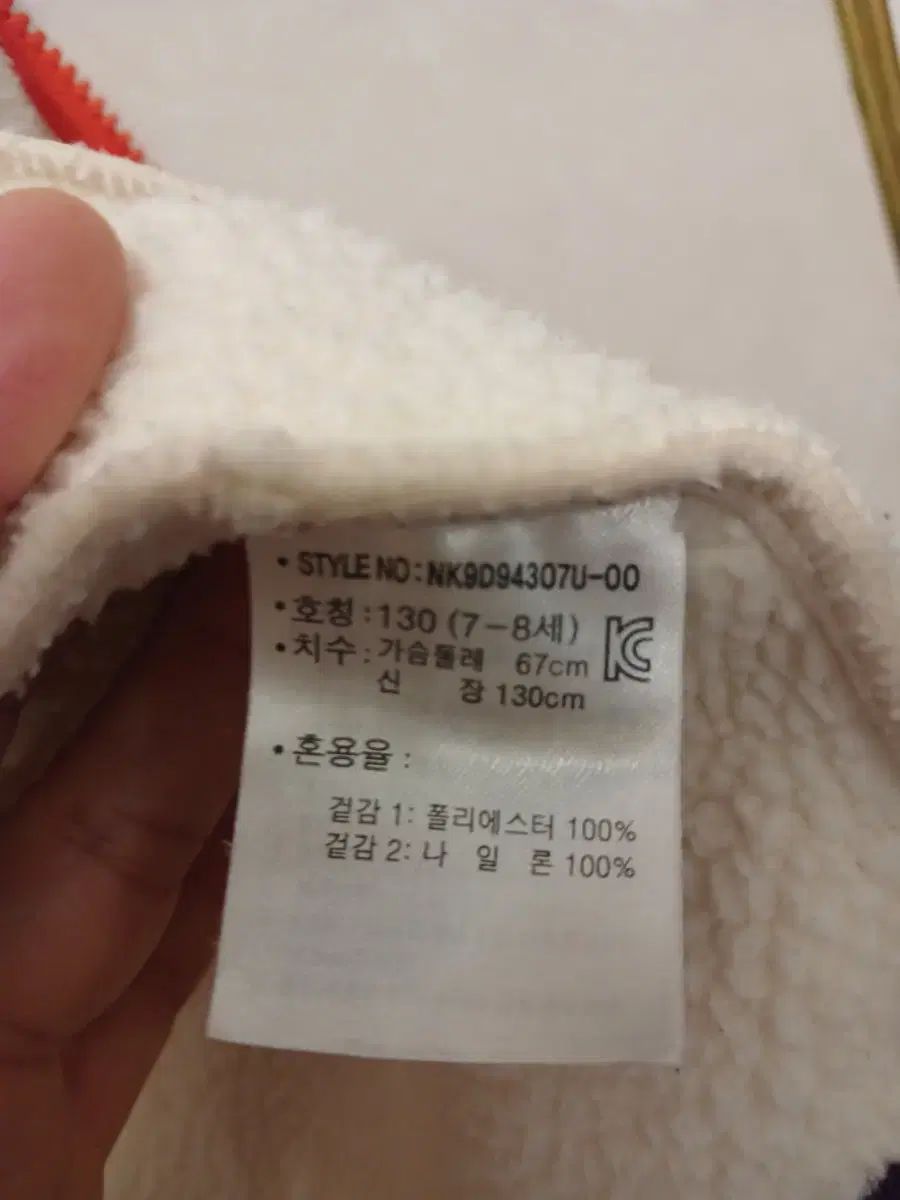 • STYLE NO : NK9D94307U-00
• 호칭 : 130 (7-8세)
• 치수 : 가슴둘레 67cm
신 장 130cm
• 혼용율 :
겉감 1: 폴리에스터 100%
겉감 2: 나 일 론 100%